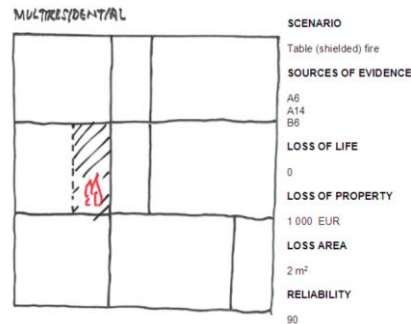 MULTIRESIDENTIAL
SCENARIO
Table (shielded) fire
SOURCES OF EVIDENCE
A6
A14
B6
LOSS OF LIFE
0
LOSS OF PROPERTY
1 000 EUR
LOSS AREA
2 m²
RELIABILITY
90